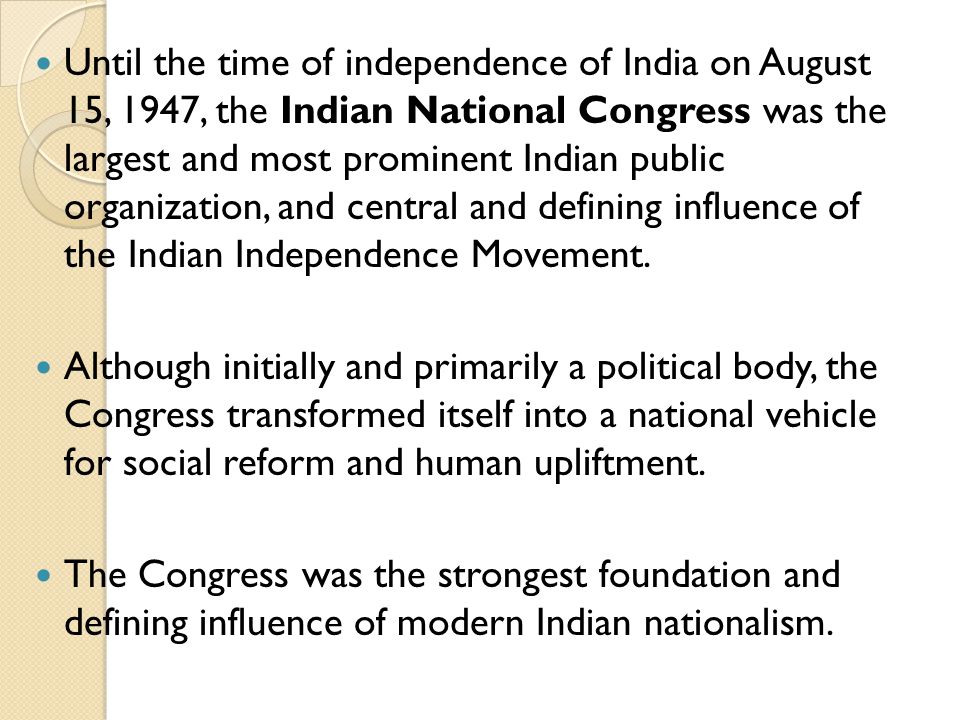 Until the time of independence of India on August
15, 1947, the Indian National Congress was the
largest and most prominent Indian public
organization, and central and defining influence of
the Indian Independence Movement.
Although initially and primarily a political body, the
Congress transformed itself into a national vehicle
for social reform and human upliftment.
The Congress was the strongest foundation and
defining influence of modern Indian nationalism.